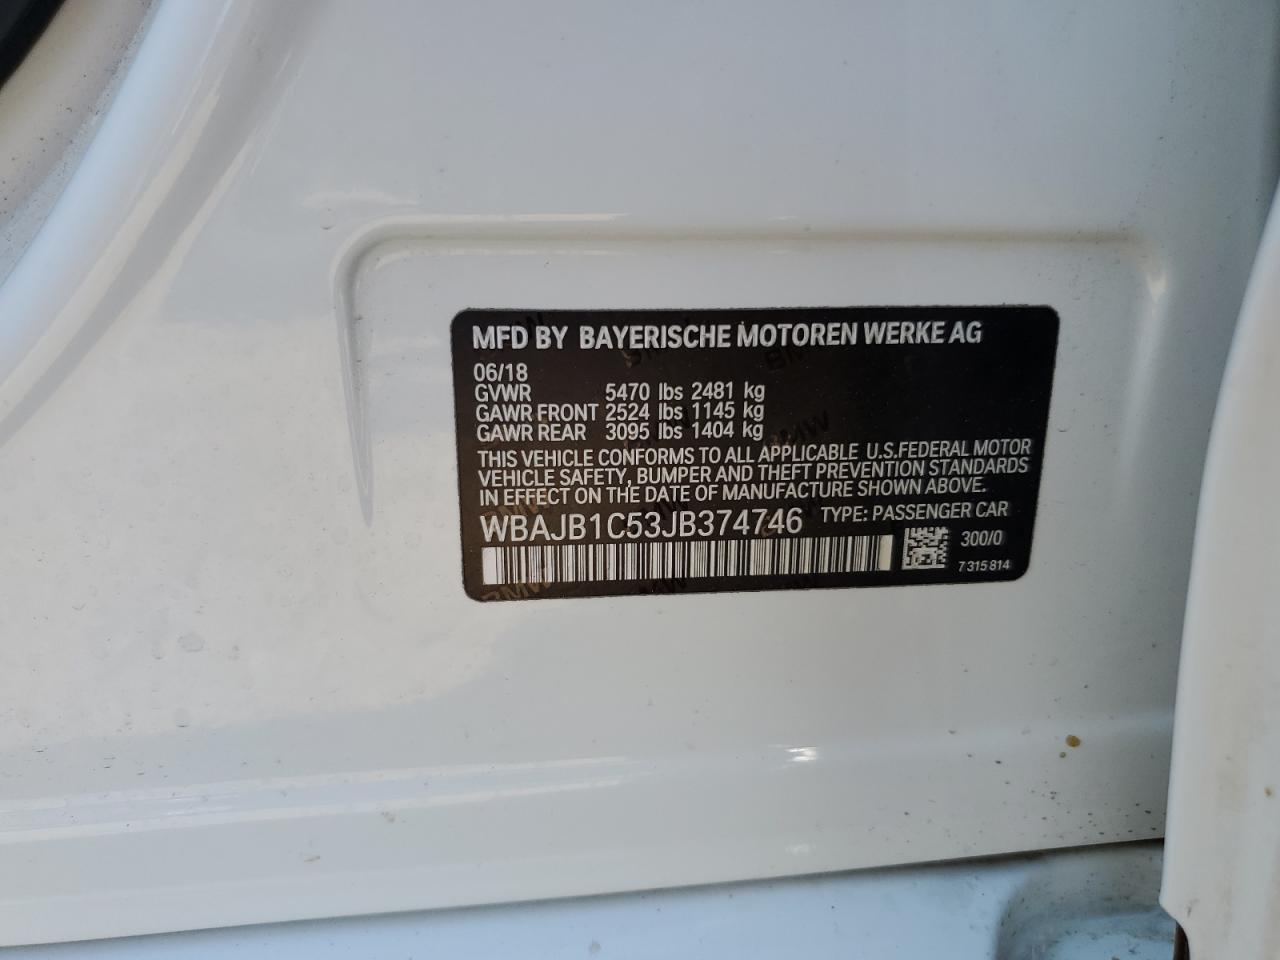 MFD BY BAYERISCHE MOTOREN WERKE AG
06/18
GVWR 5470 lbs 2481 kg
GAWR FRONT 2524 lbs 1145 kg
GAWR REAR 3095 lbs 1404 kg
THIS VEHICLE CONFORMS TO ALL APPLICABLE U.S.FEDERAL MOTOR
VEHICLE SAFETY, BUMPER AND THEFT PREVENTION STANDARDS
IN EFFECT ON THE DATE OF MANUFACTURE SHOWN ABOVE.
WBAJB1C53JB374746 TYPE: PASSENGER CAR
300/0
7 315 814